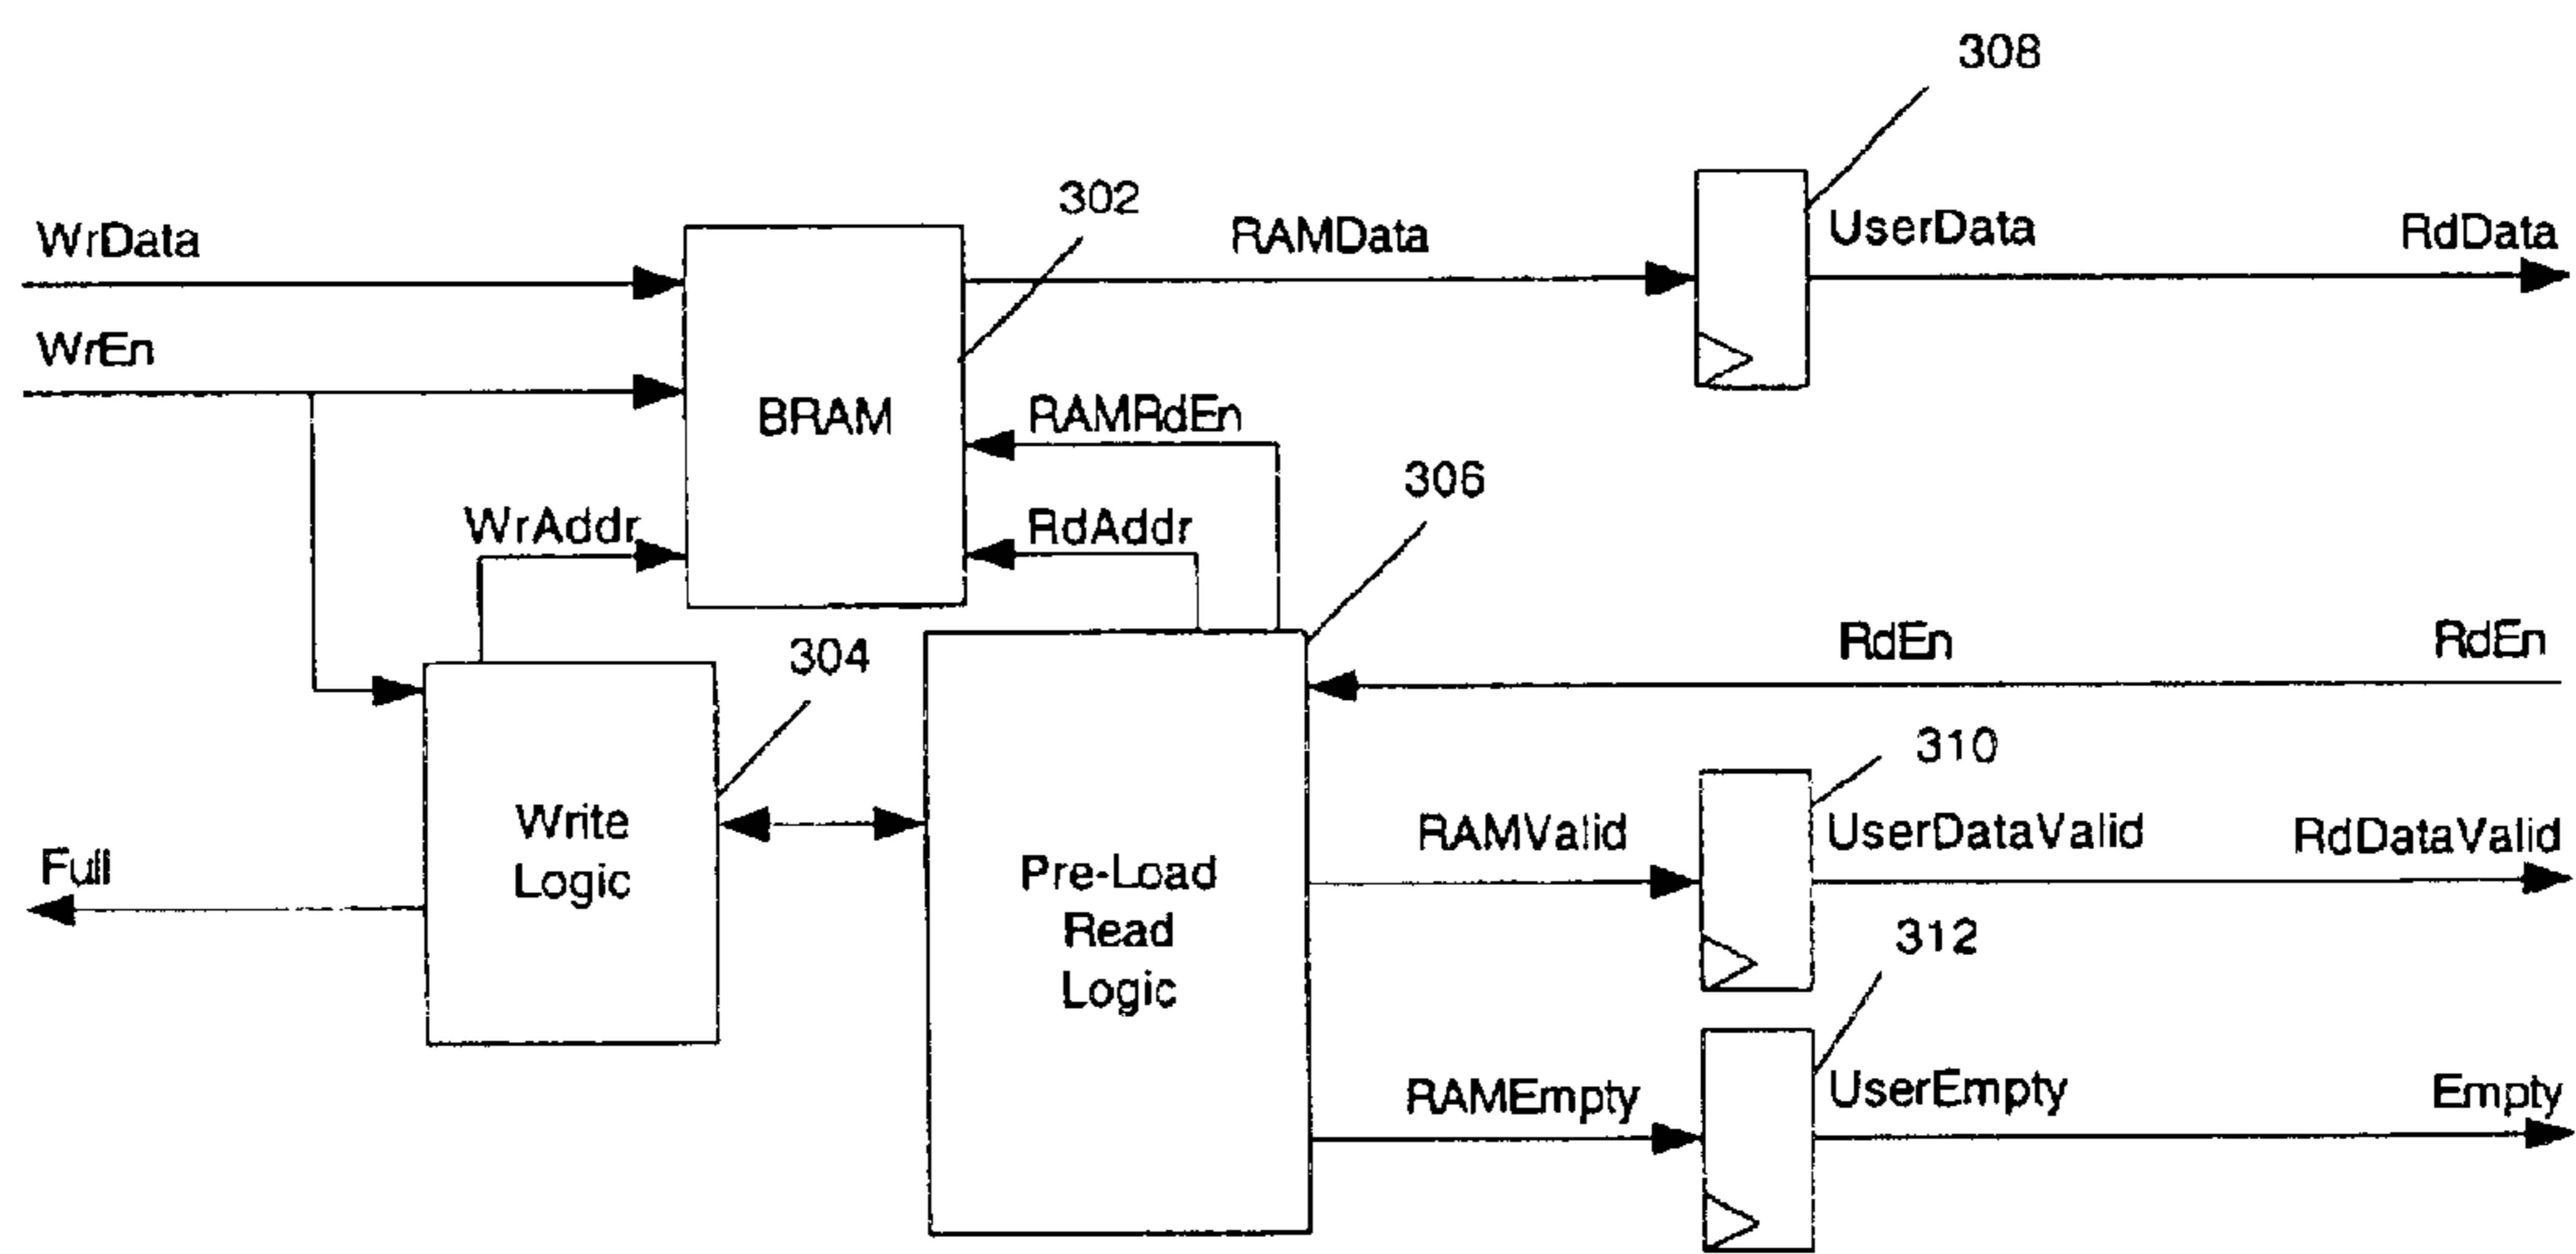 308
302
WrData
RAMData
UserData
RdData
WrEn
BRAM
RAMRdEn
306
WrAddr
RdAddr
304
RdEn
RdEn
310
Write
Logic
Full
Pre-Load
Read
Logic
RAMValid
UserDataValid
RdDataValid
312
RAMEmpty
UserEmpty
Empty